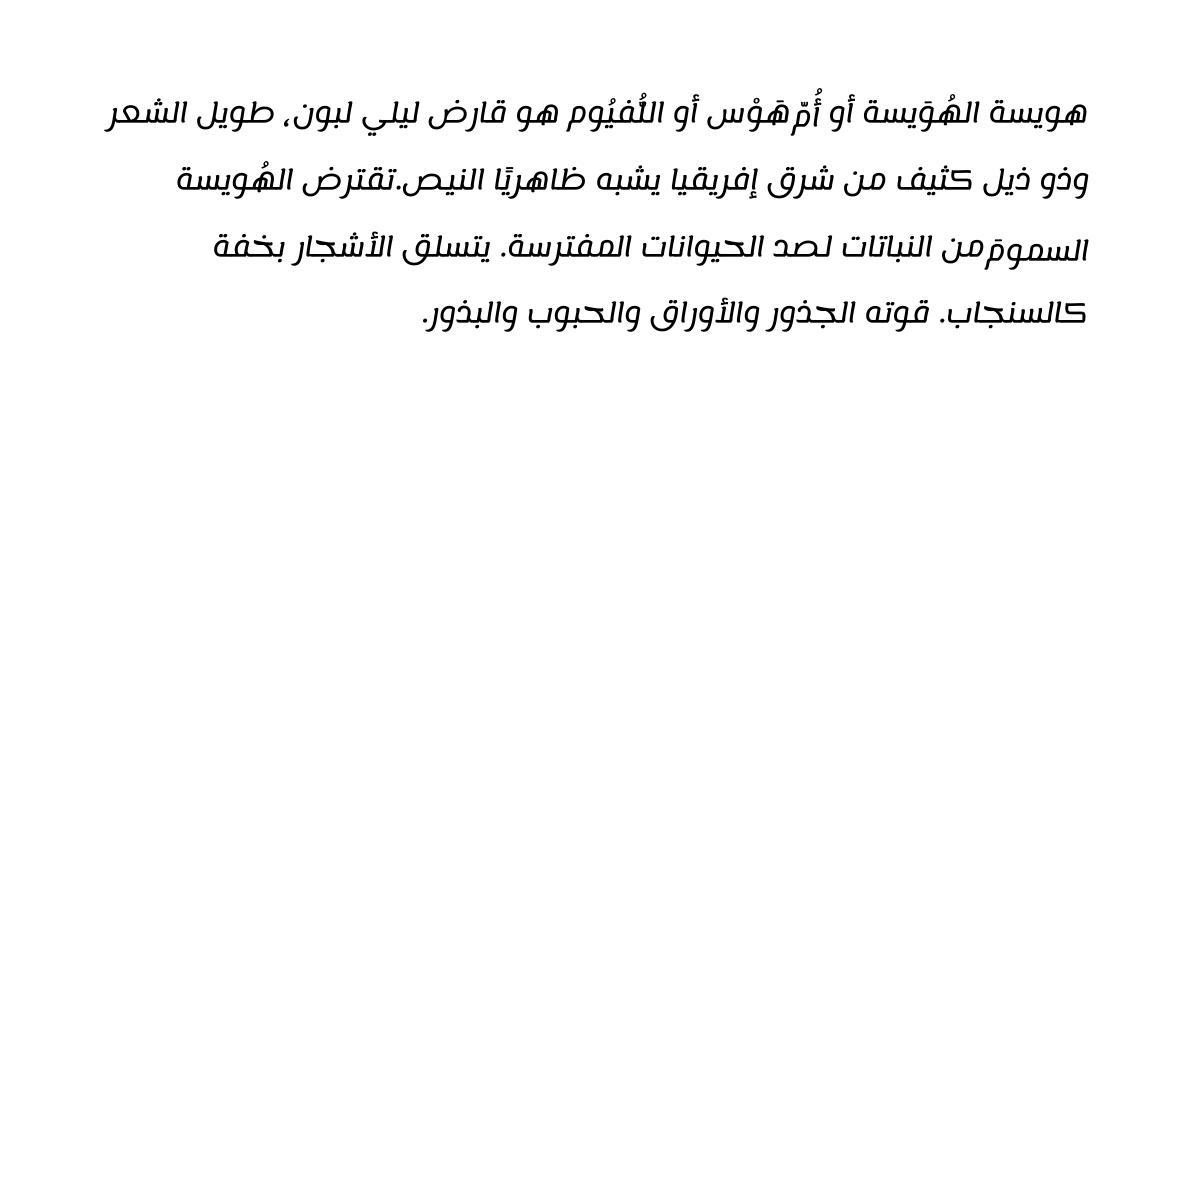 هويسة الهُوَيسة أو أُمّ هَوْس أو اللُفيُوم هو قارض ليلي لبون، طويل الشعر
وذو ذيل كثيف من شرق إفريقيا يشبه ظاهريًا النيص.تقترض الهُويسة
السمومَ من النباتات لصد الحيوانات المفترسة. يتسلق الأشجار بخفة
كالسنجاب. قوته الجذور والأوراق والحبوب والبذور.